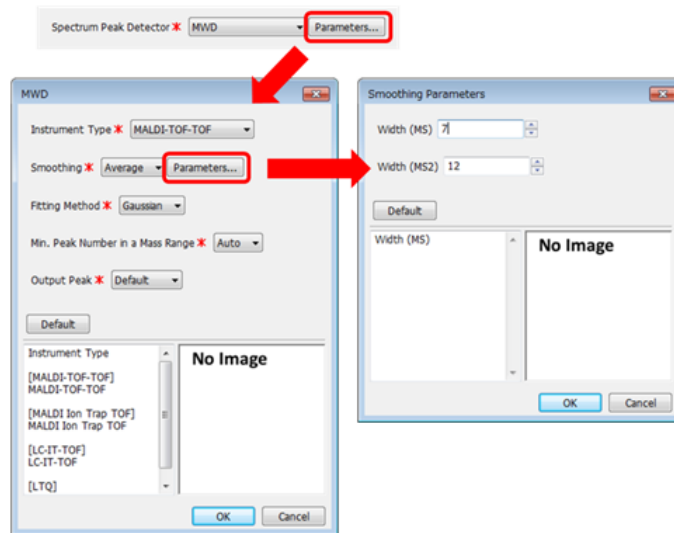 Spectrum Peak Detector * MWD Parameters...
MWD
Instrument Type * MALDI-TOF-TOF
Smoothing * Average Parameters...
Fitting Method * Gaussian
Min. Peak Number in a Mass Range * Auto
Output Peak * Default
Default
Instrument Type
[MALDI-TOF-TOF]
MALDI-TOF-TOF
[MALDI Ion Trap TOF]
MALDI Ion Trap TOF
[LC-IT-TOF]
LC-IT-TOF
[LTQ]
No Image
OK Cancel
Smoothing Parameters
Width (MS) 7
Width (MS2) 12
Default
Width (MS)
No Image
OK Cancel